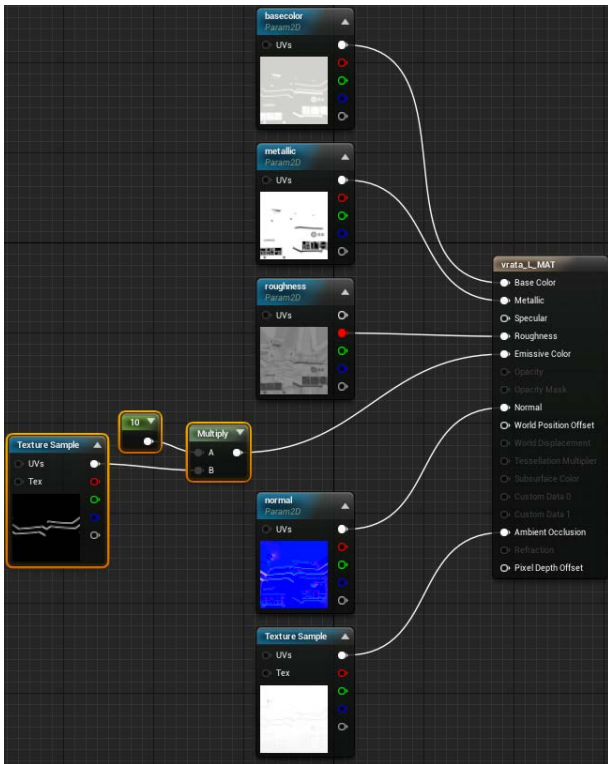 basecolor
Param2D
UVs
metallic
Param2D
UVs
roughness
Param2D
UVs
10
Multiply
A
B
Texture Sample
UVs
Tex
normal
Param2D
UVs
Texture Sample
UVs
Tex
vrata_L_MAT
Base Color
Metallic
Specular
Roughness
Emissive Color
Opacity
Opacity Mask
Normal
World Position Offset
World Displacement
Tessellation Multiplier
Subsurface Color
Custom Data 0
Custom Data 1
Ambient Occlusion
Refraction
Pixel Depth Offset